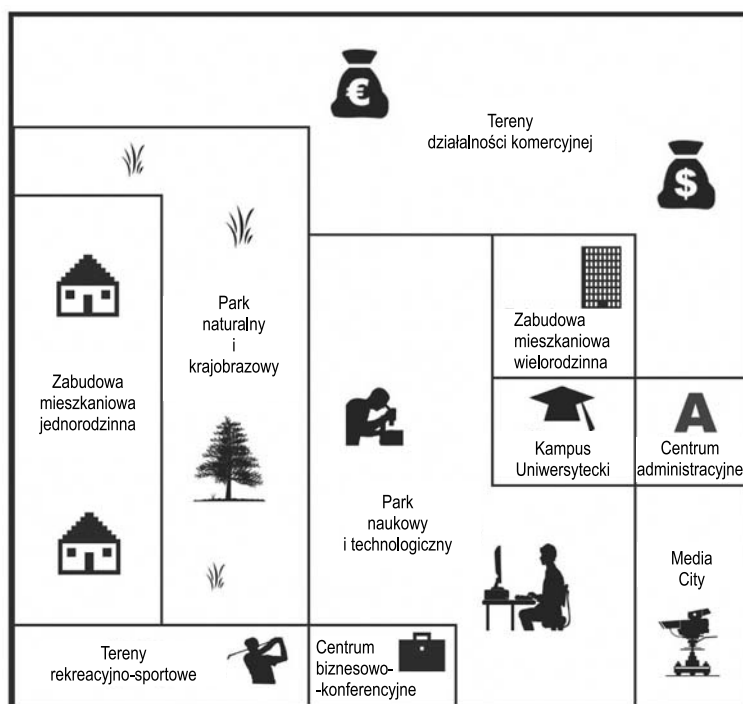 €
Tereny
działalności komercyjnej
$
Park
naturalny
i
krajobrazowy
Zabudowa
mieszkaniowa
wielorodzinna
Zabudowa
mieszkaniowa
jednorodzinna
A
Kampus
Uniwersytecki
Centrum
administracyjne
Park
naukowy
i technologiczny
Media
City
Tereny
rekreacyjno-sportowe
Centrum
biznesowo-
-konferencyjne